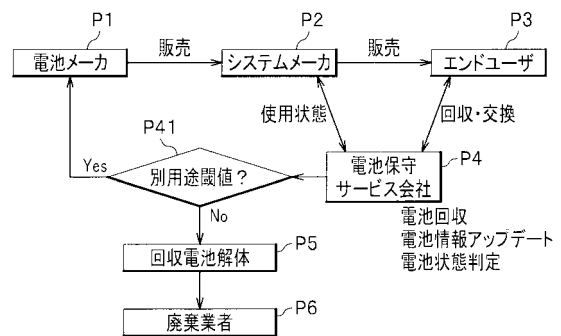 P1
P2
P3
電池メーカ
販売
システムメーカ
販売
エンドユーザ
使用状態
回収・交換
P41
Yes
別用途閾値？
電池保守
サービス会社
P4
No
電池回収
電池情報アップデート
電池状態判定
回収電池解体
P5
廃棄業者
P6